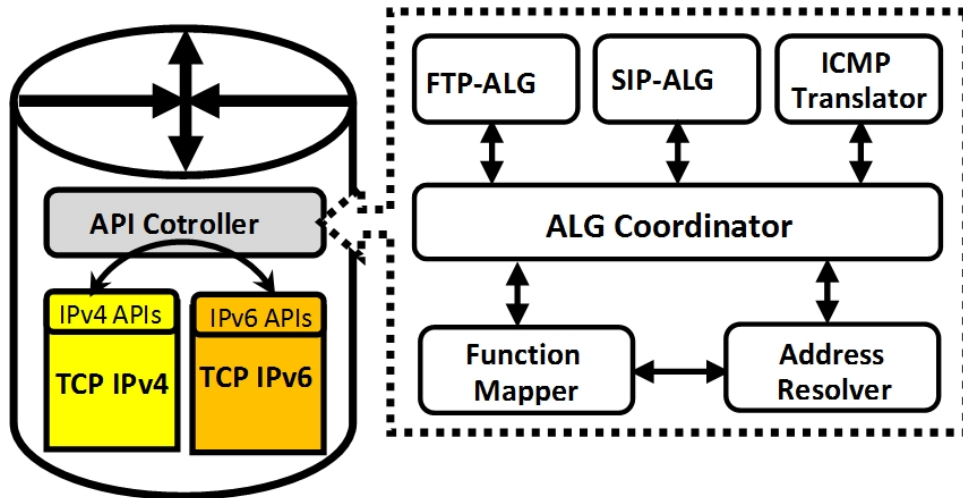 API Cotroller
IPv4 APIs
TCP IPv4
IPv6 APIs
TCP IPv6
FTP-ALG
SIP-ALG
ICMP
Translator
ALG Coordinator
Function
Mapper
Address
Resolver